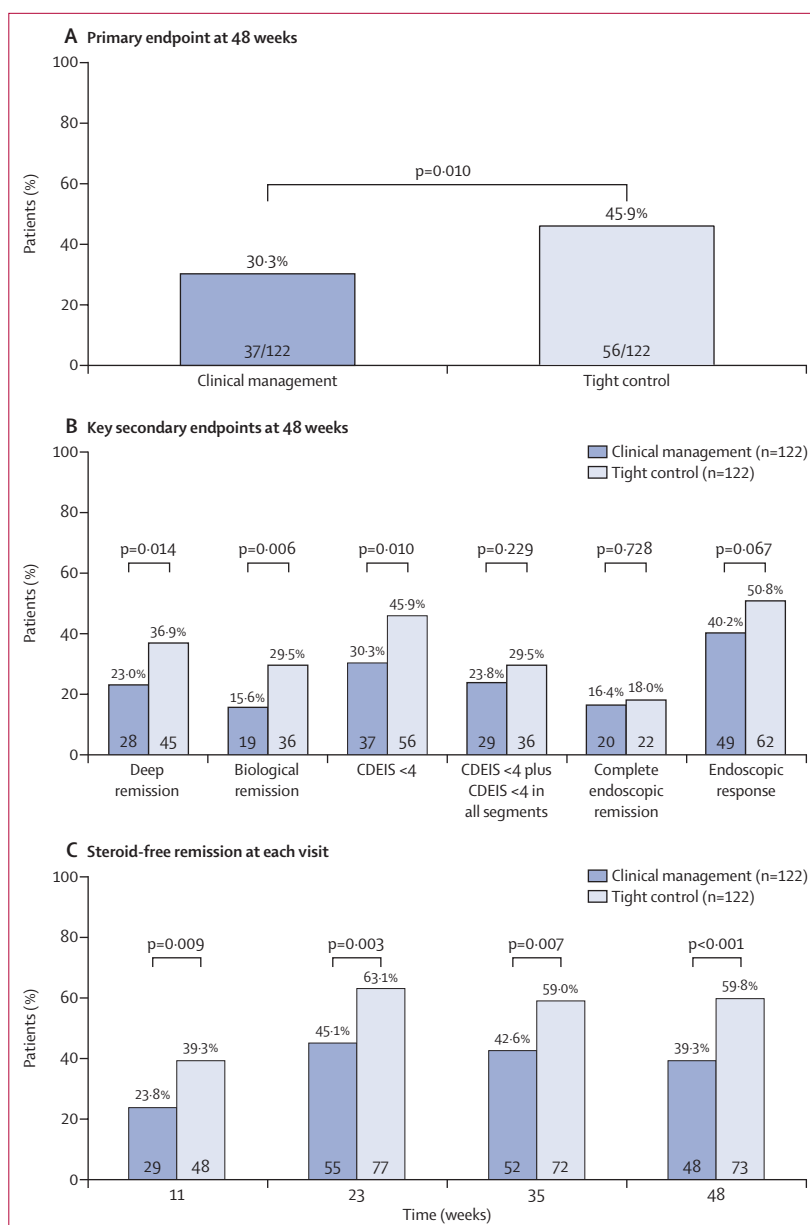 A Primary endpoint at 48 weeks
100
80
60
40
20
0
Patients (%)
p=0·010
30·3%
45·9%
37/122
56/122
Clinical management
Tight control
B Key secondary endpoints at 48 weeks
Clinical management (n=122)
Tight control (n=122)
100
80
60
40
20
0
Patients (%)
p=0·014
p=0·006
p=0·010
p=0·229
p=0·728
p=0·067
23·0%
36·9%
15·6%
29·5%
30·3%
45·9%
23·8%
29·5%
16·4%
18·0%
40·2%
50·8%
28
45
19
36
37
56
29
36
20
22
49
62
Deep
remission
Biological
remission
CDEIS <4
CDEIS <4 plus
CDEIS <4 in
all segments
Complete
endoscopic
remission
Endoscopic
response
C Steroid-free remission at each visit
Clinical management (n=122)
Tight control (n=122)
100
80
60
40
20
0
Patients (%)
p=0·009
p=0·003
p=0·007
p<0·001
23·8%
39·3%
45·1%
63·1%
42·6%
59·0%
39·3%
59·8%
29
48
55
77
52
72
48
73
11
23
35
48
Time (weeks)